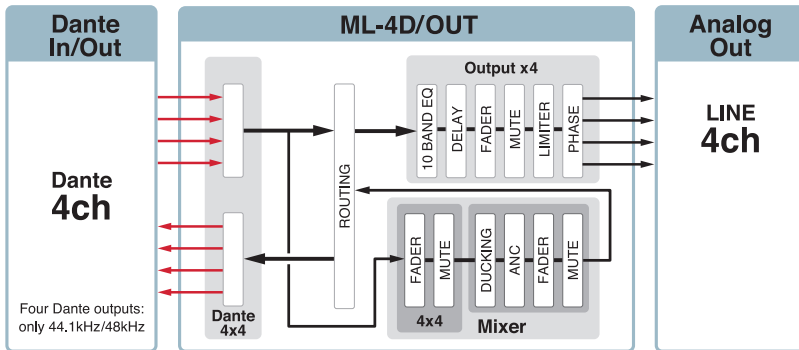 Dante
In/Out
Dante
4ch
Four Dante outputs:
only 44.1kHz/48kHz
ML-4D/OUT
Dante
4x4
ROUTING
Output x4
10 BAND EQ
DELAY
FADER
MUTE
LIMITER
PHASE
FADER
MUTE
4x4
DUCKING
ANC
FADER
MUTE
Mixer
Analog
Out
LINE
4ch